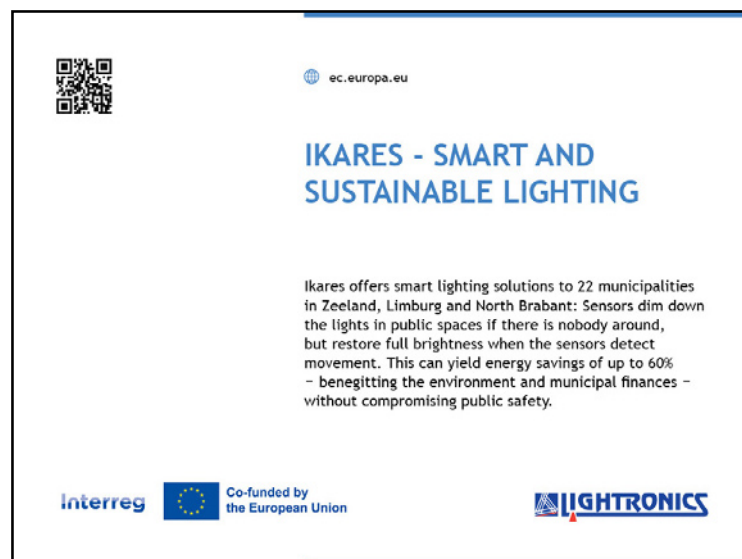 ec.europa.eu
IKARES - SMART AND
SUSTAINABLE LIGHTING
Ikares offers smart lighting solutions to 22 municipalities
in Zeeland, Limburg and North Brabant: Sensors dim down
the lights in public spaces if there is nobody around,
but restore full brightness when the sensors detect
movement. This can yield energy savings of up to 60%
– benegitting the environment and municipal finances –
without compromising public safety.
Interreg
Co-funded by
the European Union
LIGHTRONICS